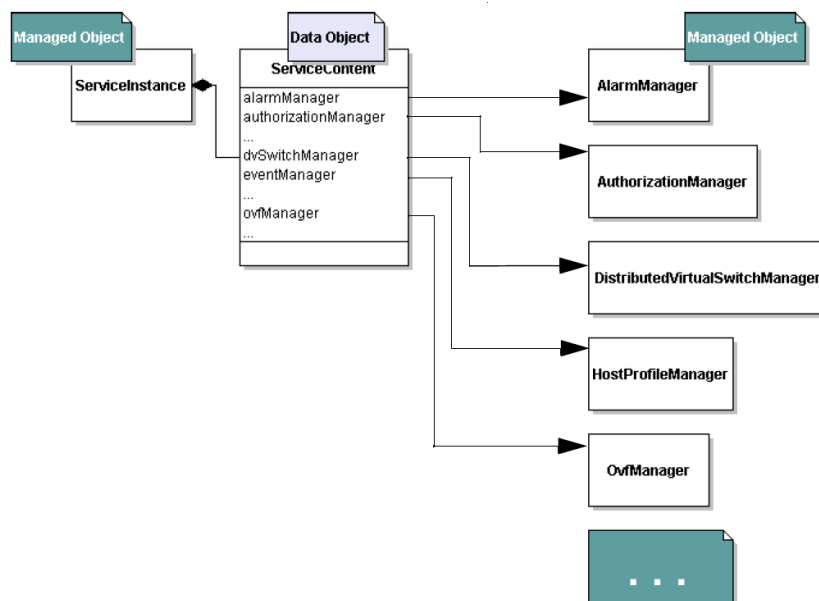 Managed Object
ServiceInstance
Data Object
ServiceContent
alarmManager
authorizationManager
...
dvSwitchManager
eventManager
...
ovfManager
...
Managed Object
AlarmManager
AuthorizationManager
DistributedVirtualSwitchManager
HostProfileManager
OvfManager
...